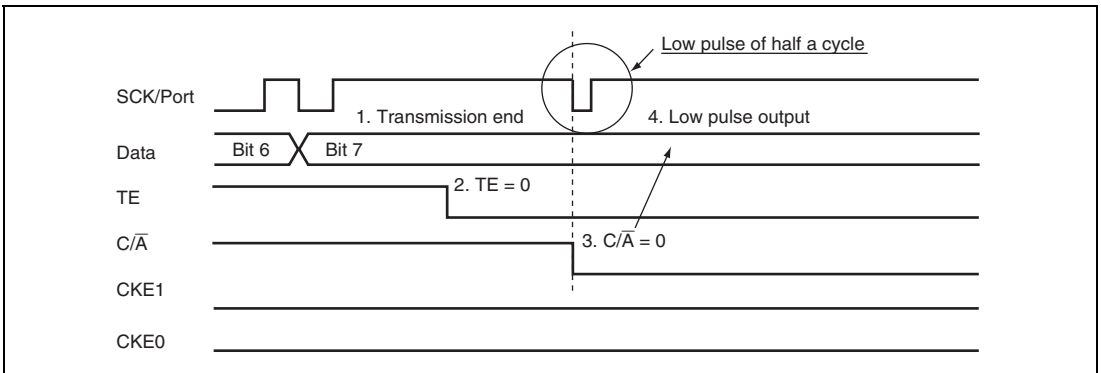 Low pulse of half a cycle
SCK/Port
1. Transmission end
4. Low pulse output
Data
Bit 6
Bit 7
TE
2. TE = 0
C/A̅
3. C/A̅ = 0
CKE1
CKE0